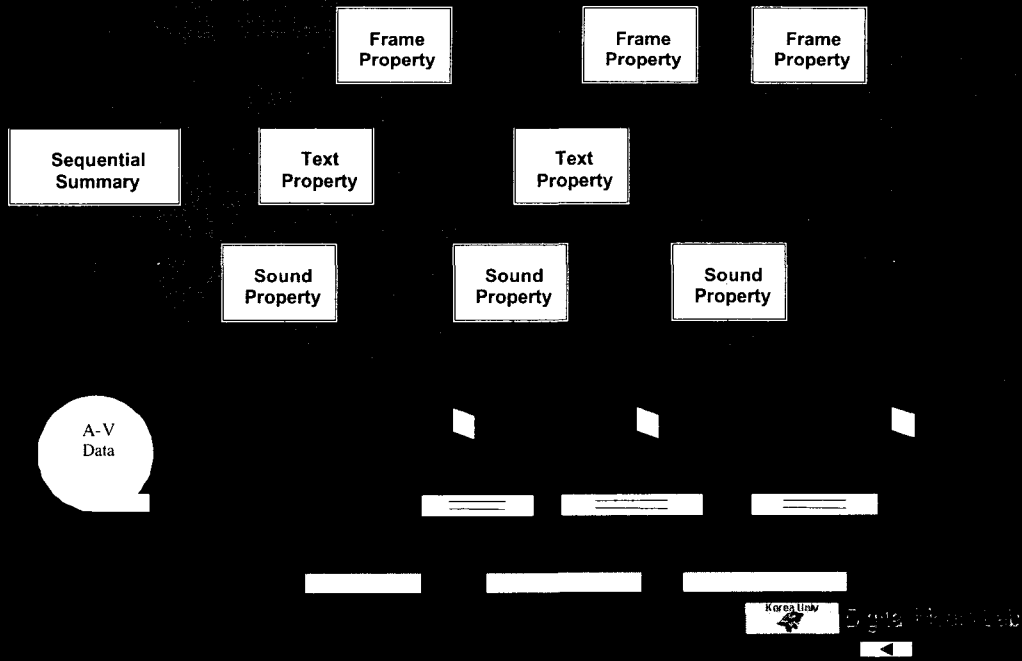 Frame
Property
Frame
Property
Frame
Property
Sequential
Summary
Text
Property
Text
Property
Sound
Property
Sound
Property
Sound
Property
A-V
Data
Korea Univ